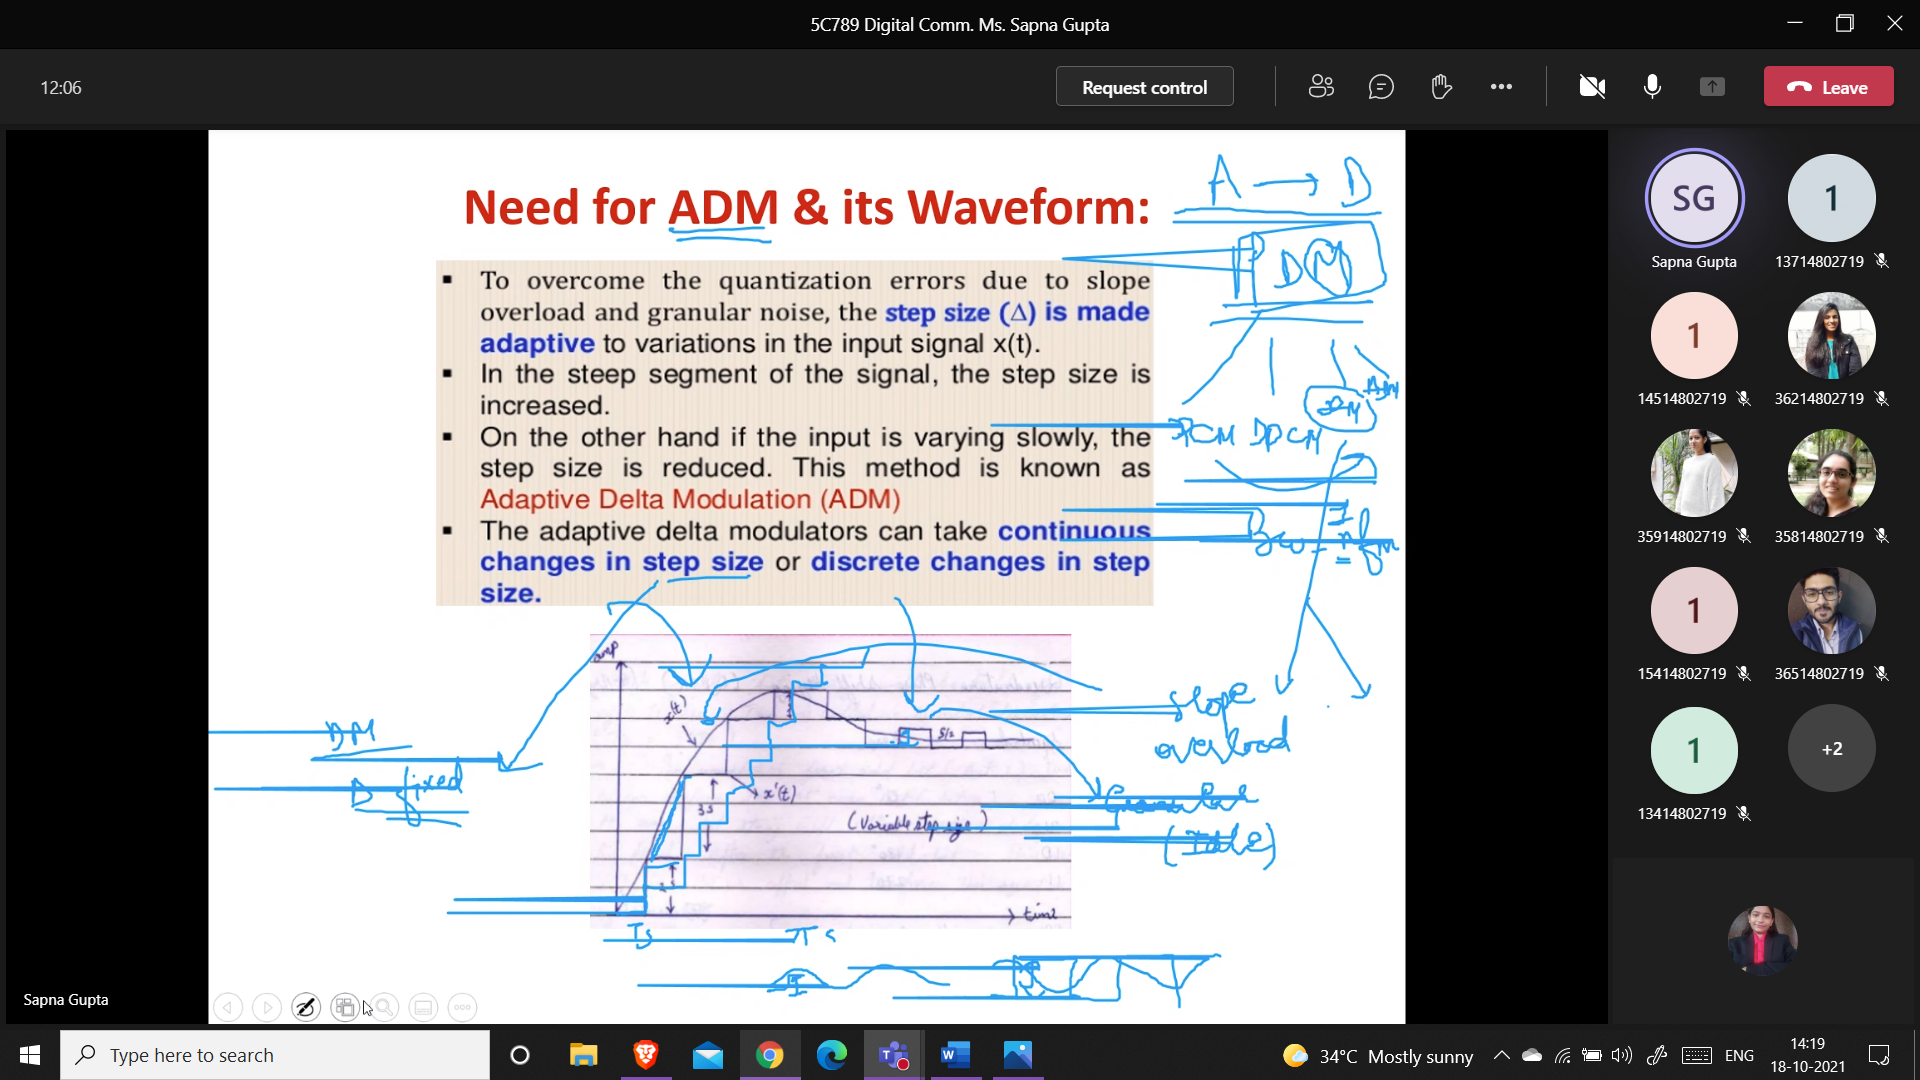 5C789 Digital Comm. Ms. Sapna Gupta
12:06
Request control
Leave
Need for ADM & its Waveform:
▪ To overcome the quantization errors due to slope
overload and granular noise, the step size (Δ) is made
adaptive to variations in the input signal x(t).
▪ In the steep segment of the signal, the step size is
increased.
▪ On the other hand if the input is varying slowly, the
step size is reduced. This method is known as
Adaptive Delta Modulation (ADM)
▪ The adaptive delta modulators can take continuous
changes in step size or discrete changes in step
size.
A → D
DM
PCM DPCM
DM
ADM
amp
x(t)
x'(t)
3s
(Variable step size)
time
Ts
DM
fixed
slope
overload
Granular
(Idle)
SG
Sapna Gupta
1
13714802719
1
14514802719
36214802719
35914802719
35814802719
1
15414802719
36514802719
1
13414802719
+2
Sapna Gupta
Type here to search
34°C Mostly sunny
ENG
14:19
18-10-2021